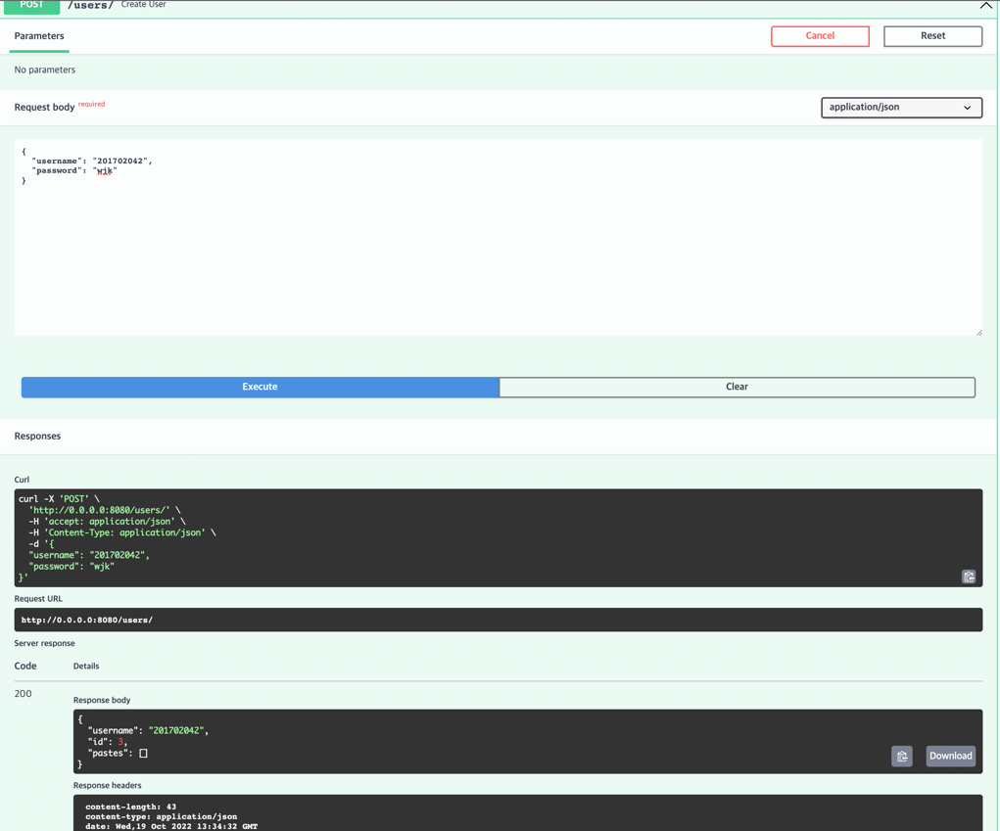 POST /users/ Create User
Parameters
Cancel
Reset
No parameters
Request body required
application/json
{
"username": "201702042",
"password": "wjk"
}
Execute
Clear
Responses
Curl
curl -X 'POST' \
'http://0.0.0.0:8080/users/' \
-H 'accept: application/json' \
-H 'Content-Type: application/json' \
-d '{
"username": "201702042",
"password": "wjk"
}'
Request URL
http://0.0.0.0:8080/users/
Server response
Code Details
200
Response body
{
"username": "201702042",
"id": 3,
"pastes": []
}
Download
Response headers
content-length: 43
content-type: application/json
date: Wed,19 Oct 2022 13:34:32 GMT